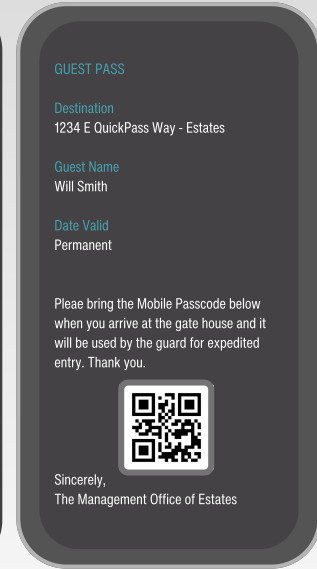 GUEST PASS
Destination
1234 E QuickPass Way - Estates
Guest Name
Will Smith
Date Valid
Permanent
Pleae bring the Mobile Passcode below
when you arrive at the gate house and it
will be used by the guard for expedited
entry. Thank you.
Sincerely,
The Management Office of Estates